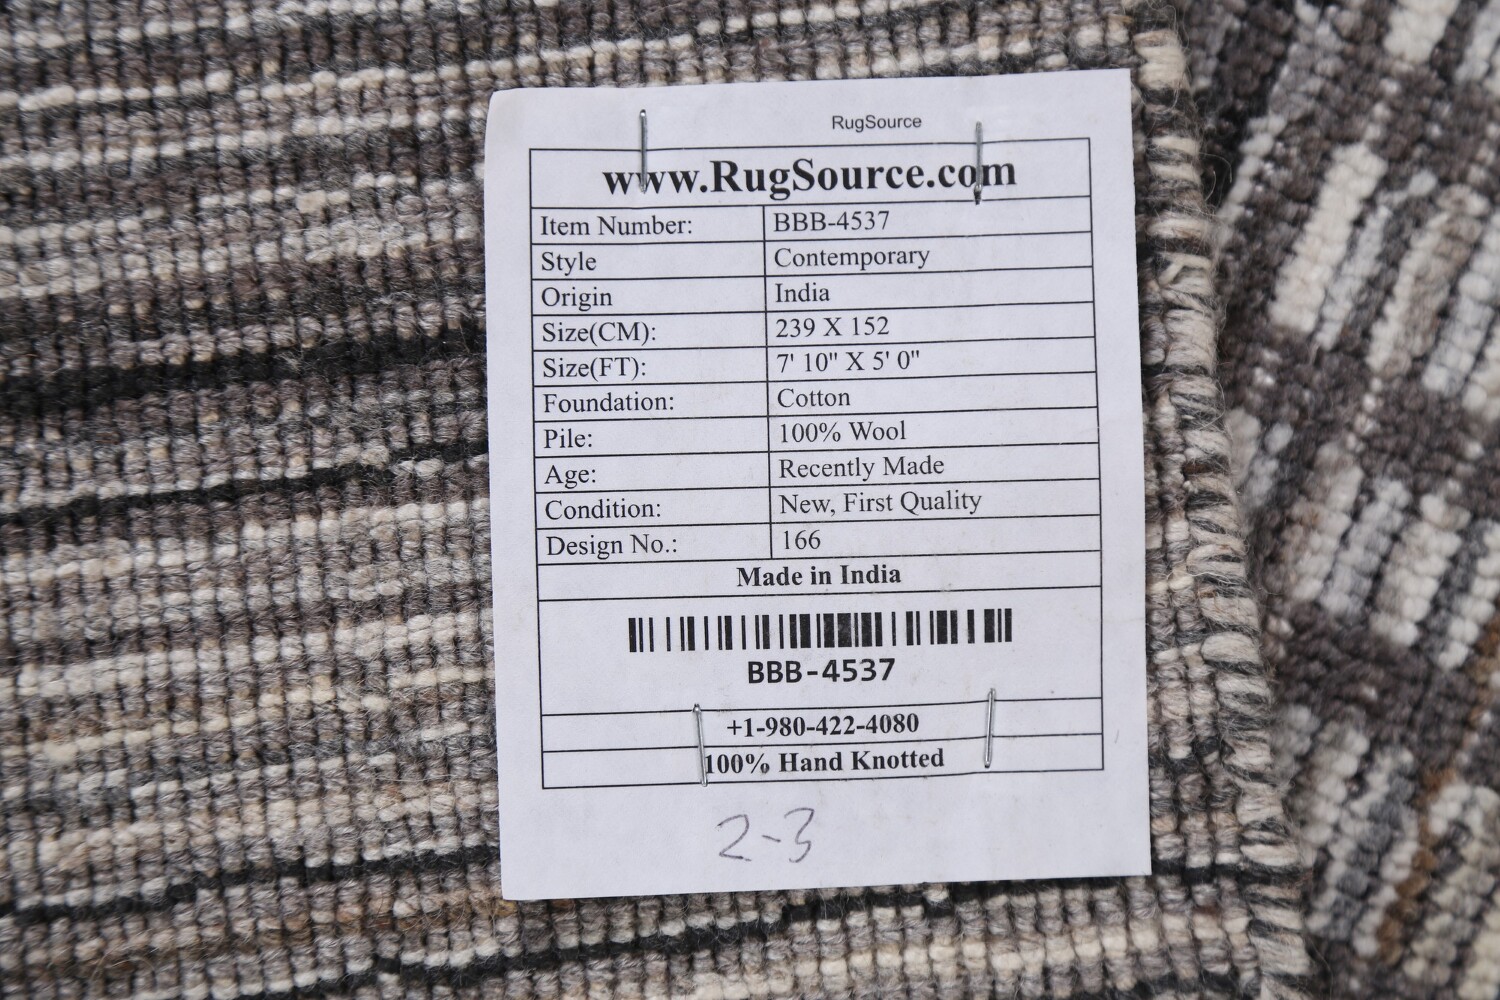 RugSource
www.RugSource.com
Item Number: BBB-4537
Style Contemporary
Origin India
Size(CM): 239 X 152
Size(FT): 7' 10" X 5' 0"
Foundation: Cotton
Pile: 100% Wool
Age: Recently Made
Condition: New, First Quality
Design No.: 166
Made in India
BBB-4537
+1-980-422-4080
100% Hand Knotted
2-3